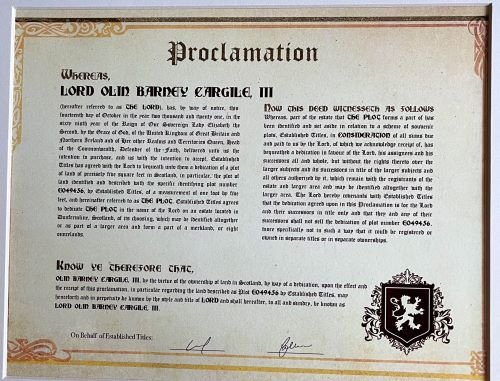 Proclamation
Whereas,
LORD OLIN BARNEY CARGILE, III
(hereafter referred to as THE LORD), has, by way of notice, this
fourteenth day of October in the year two thousand and twenty one, in the
sixty ninth year of the Reign of Our Sovereign Lady Elizabeth the
Second, by the Grace of God, of the United Kingdom of Great Britain and
Northern Ireland and of Her other Realms and Territories Queen, Head
of the Commonwealth, Defender of the Faith, delivered unto us the
intention to purchase, and us with the intention to accept. Established
Titles has agreed with the Lord to bequeath unto them a dedication of a plot
of land of precisely five square feet in Scotland, in particular, the plot of
land identified and described with the specific identifying plot number
E049456, by Established Titles, of a measurement of one foot by five
feet, and hereinafter referred to as THE PLOT. Established Titles agrees
to dedicate THE PLOT in the name of the Lord on an estate located in
Dunfermline, Scotland, of its choosing, which may be identified altogether
or as part of a larger area and form a part of a merkland, or right
ownerlands.
Now this deed witnesseth as follows
Whereas, part of the estate that THE PLOT forms a part of has
been identified and set aside in relation to a scheme of souvenir
plots, Established Titles, in CONSIDERATION of all sums due
and paid to us by the Lord, of which we acknowledge receipt of, has
bequeathed a dedication in favour of the Lord, his assignees and his
successors all and whole, but without the rights thereto over the
larger subjects and its successors in title of the larger subjects and
all others authorised by it, which remain with the registrants of the
estate and larger area and may be identified altogether with the
larger area. The Lord hereby covenants with Established Titles
that the dedication agreed upon in this Proclamation is for the Lord
and their successors in title only and that they and any of their
successors shall not sell the dedication of plot number E049456,
more specifically not in such a way that it could be registered or
owned in separate titles or in separate ownerships.
Know ye therefore that,
OLIN BARNEY CARGILE, III, by the virtue of the ownership of land in Scotland, by way of a dedication, upon the effect and
the receipt of this proclamation, in particular regarding the land described as Plot E049456 by Established Titles, may
henceforth and in perpetuity be known by the style and title of LORD and shall hereafter, in all and sundry, be known as
LORD OLIN BARNEY CARGILE, III.
On Behalf of Established Titles: